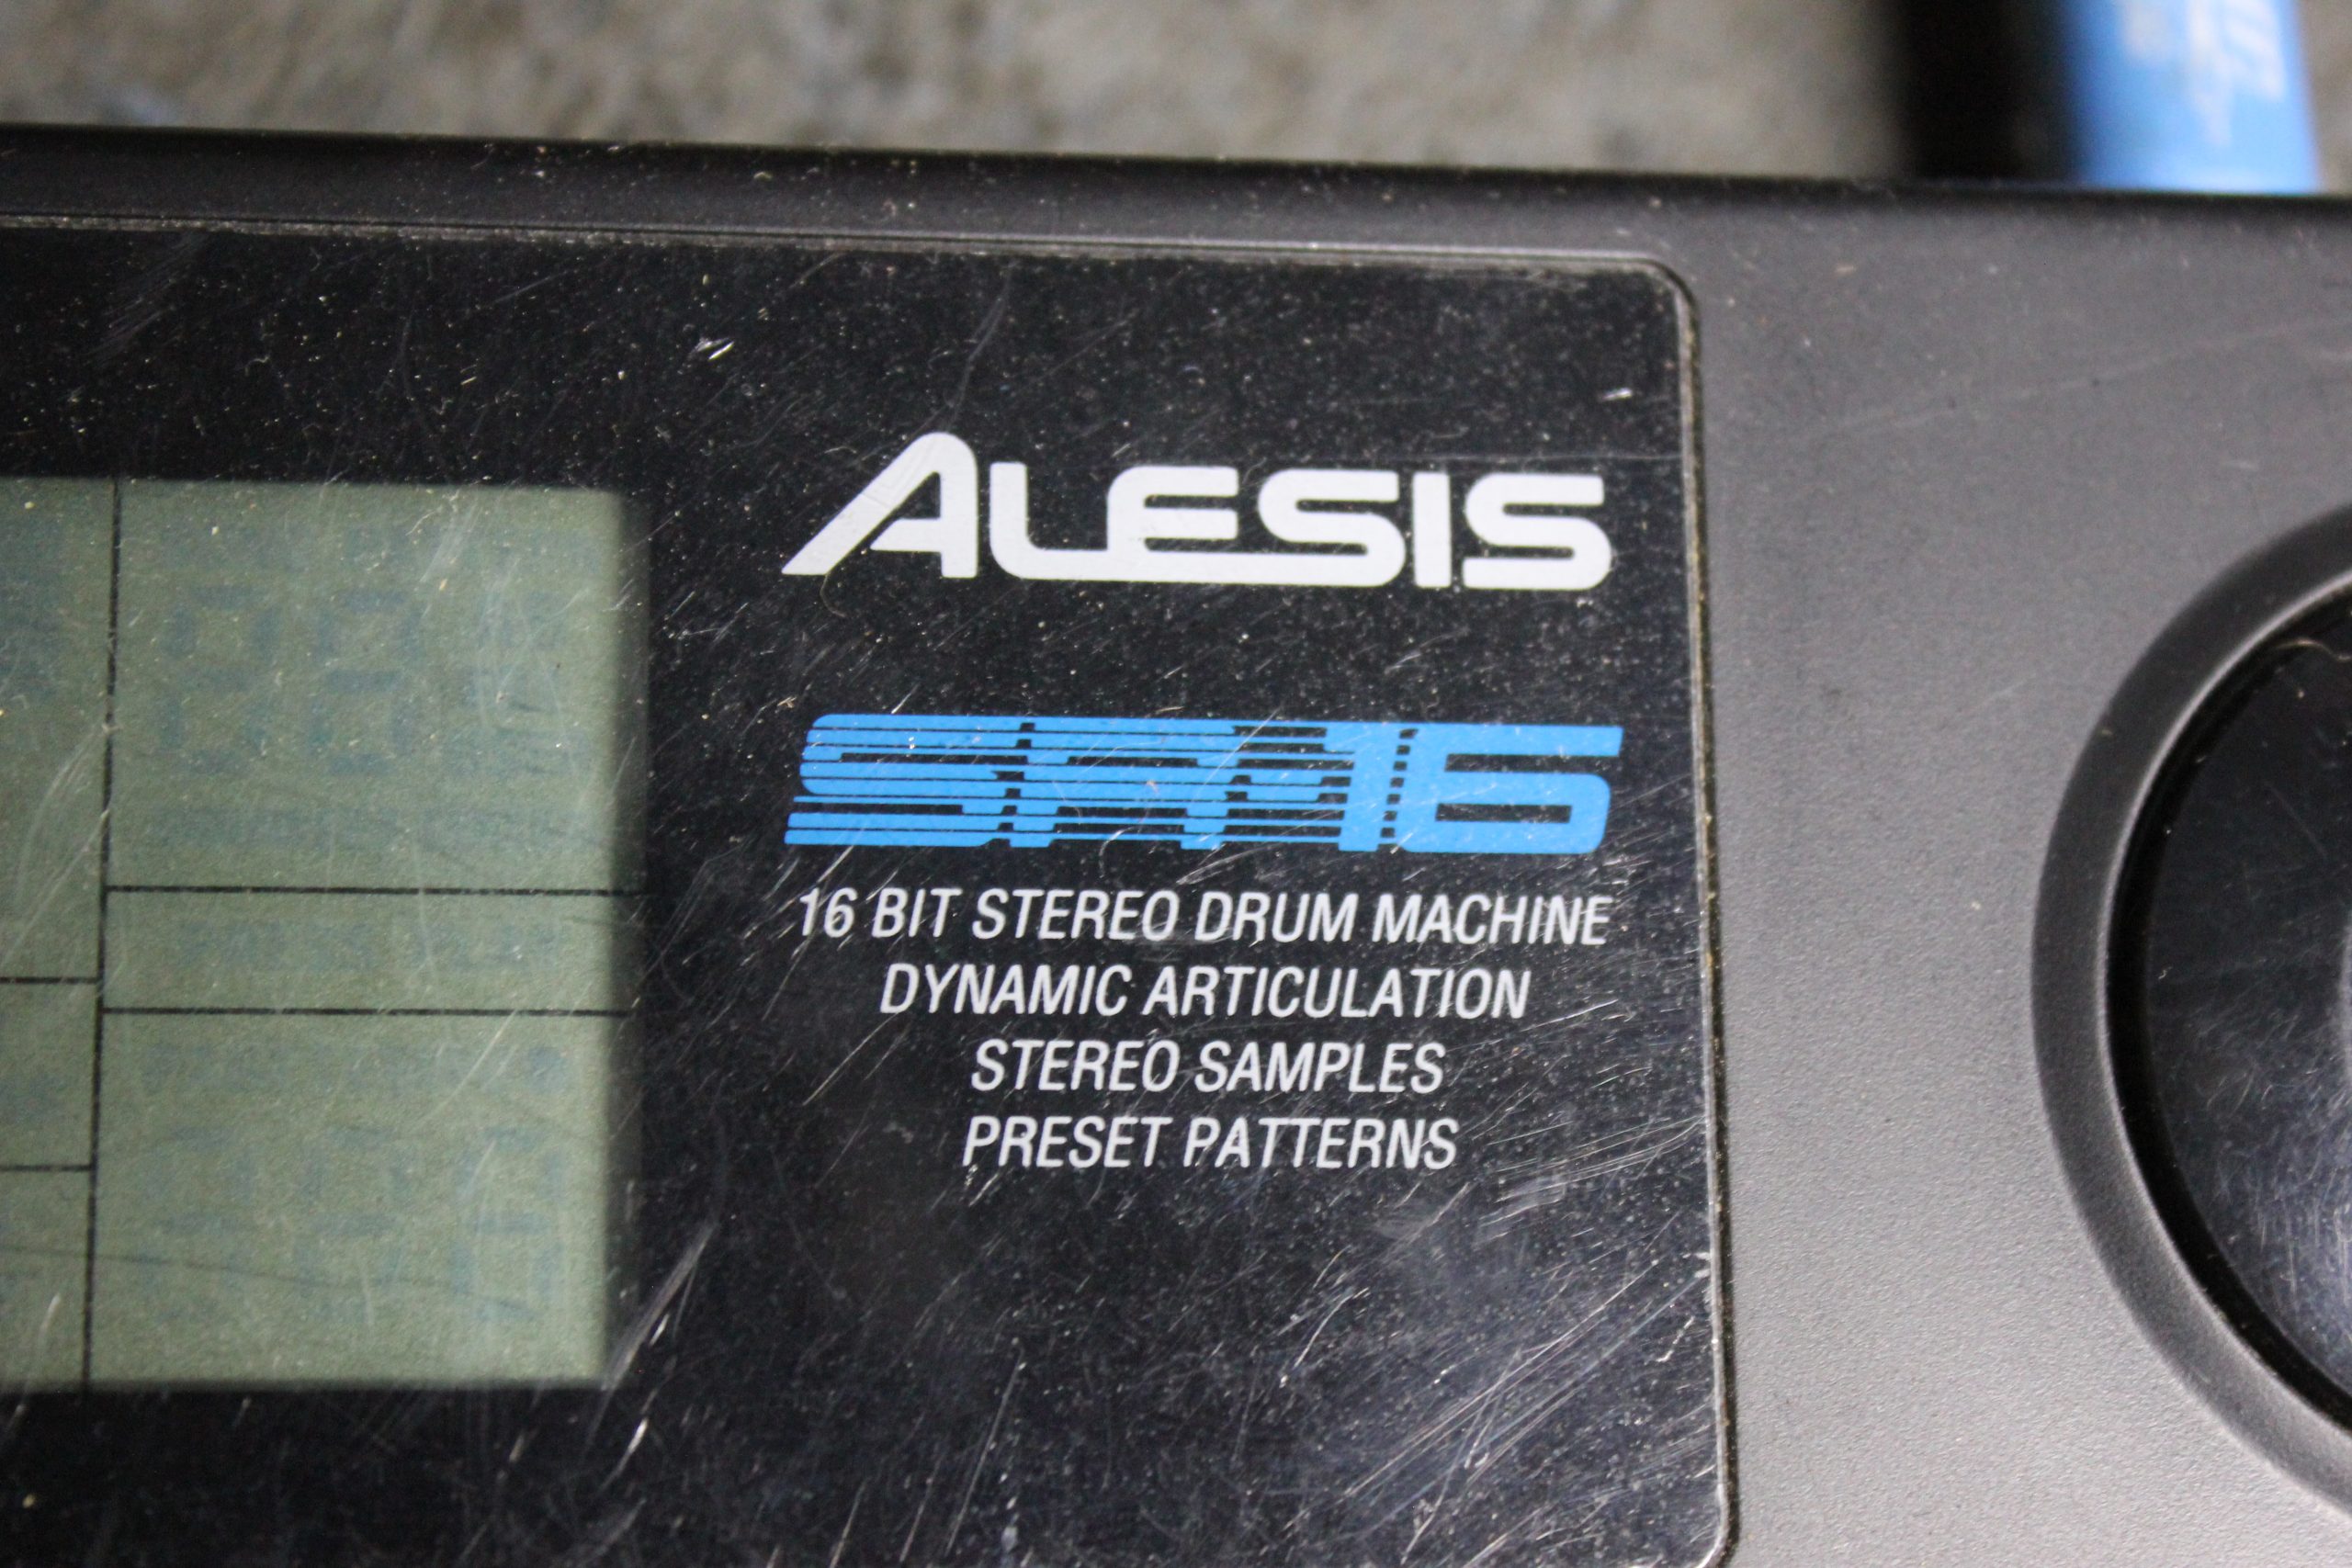 ALESIS
SR-16
16 BIT STEREO DRUM MACHINE
DYNAMIC ARTICULATION
STEREO SAMPLES
PRESET PATTERNS